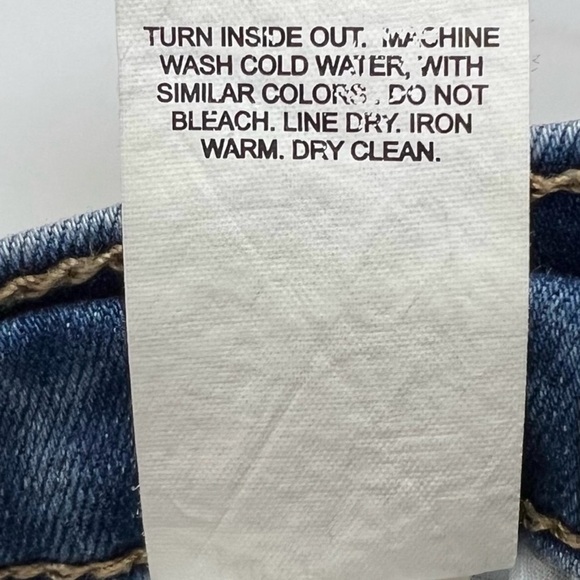 TURN INSIDE OUT. MACHINE
WASH COLD WATER, WITH
SIMILAR COLORS. DO NOT
BLEACH. LINE DRY. IRON
WARM. DRY CLEAN.